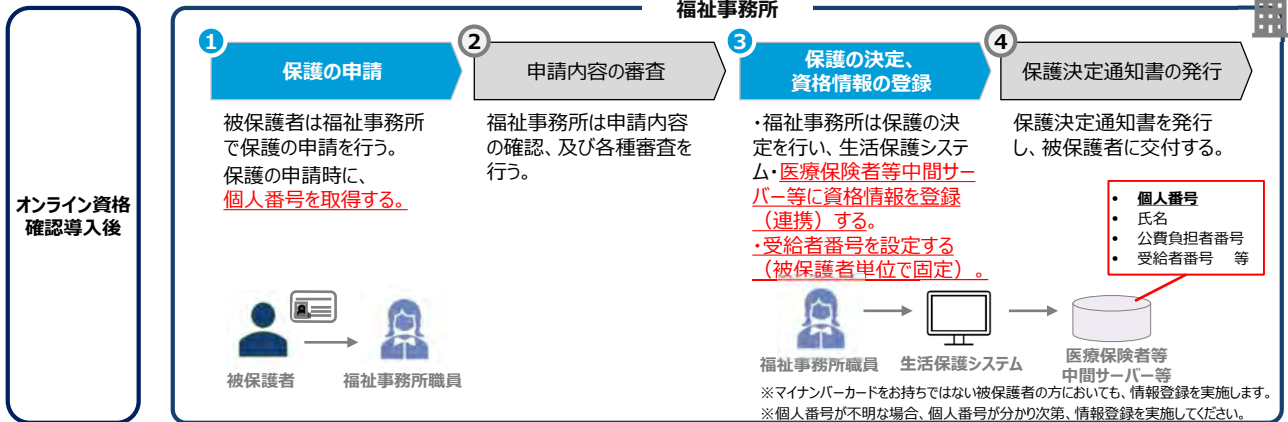 福祉事務所
オンライン資格
確認導入後
1
保護の申請
被保護者は福祉事務所
で保護の申請を行う。
保護の申請時に、
個人番号を取得する。
被保護者
福祉事務所職員
2
申請内容の審査
福祉事務所は申請内容
の確認、及び各種審査を
行う。
3
保護の決定、
資格情報の登録
・福祉事務所は保護の決
定を行い、生活保護システ
ム・医療保険者等中間サー
バー等に資格情報を登録
（連携）する。
・受給者番号を設定する
（被保護者単位で固定）。
福祉事務所職員
生活保護システム
医療保険者等
中間サーバー等
4
保護決定通知書の発行
保護決定通知書を発行
し、被保護者に交付する。
• 個人番号
• 氏名
• 公費負担者番号
• 受給者番号　等
※マイナンバーカードをお持ちではない被保護者の方においても、情報登録を実施します。
※個人番号が不明な場合、個人番号が分かり次第、情報登録を実施してください。